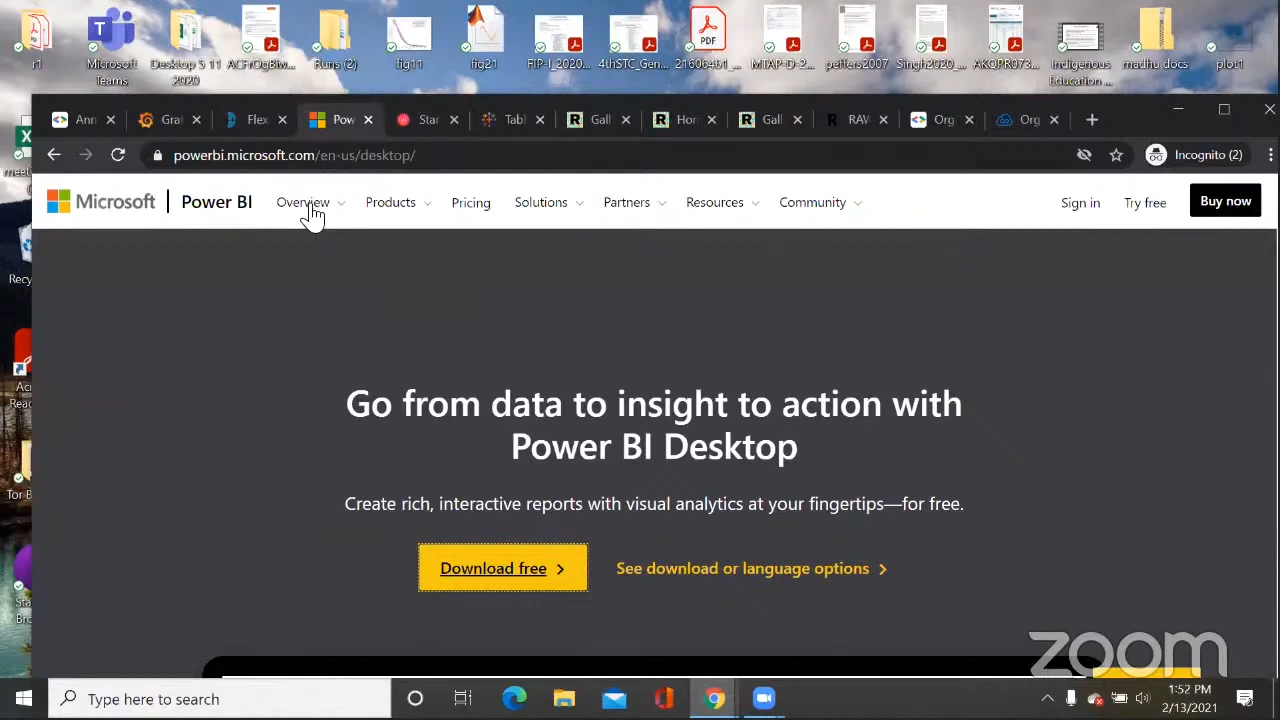 r1
Microsoft
Teams
Desktop 5 11
2020
ACFrOgBiw...
Runs (2)
fig11
fig21
FIP-I_2020...
4thSTC_Gen...
PDF
21606461_...
MTAP-D-2...
peffers2007
Singh2020_...
AKQPR073...
Indigenous
Education ...
madhu docs
plot1
Ann
Gra
Flex
Pow
Star
Tabl
Gall
Hon
Gall
RAW
Org
Org
powerbi.microsoft.com/en-us/desktop/
Incognito (2)
Microsoft
Power BI
Overview
Products
Pricing
Solutions
Partners
Resources
Community
Sign in
Try free
Buy now
Recy
Go from data to insight to action with
Power BI Desktop
Create rich, interactive reports with visual analytics at your fingertips—for free.
Download free
See download or language options
Tor B
zoom
Type here to search
1:52 PM
2/13/2021